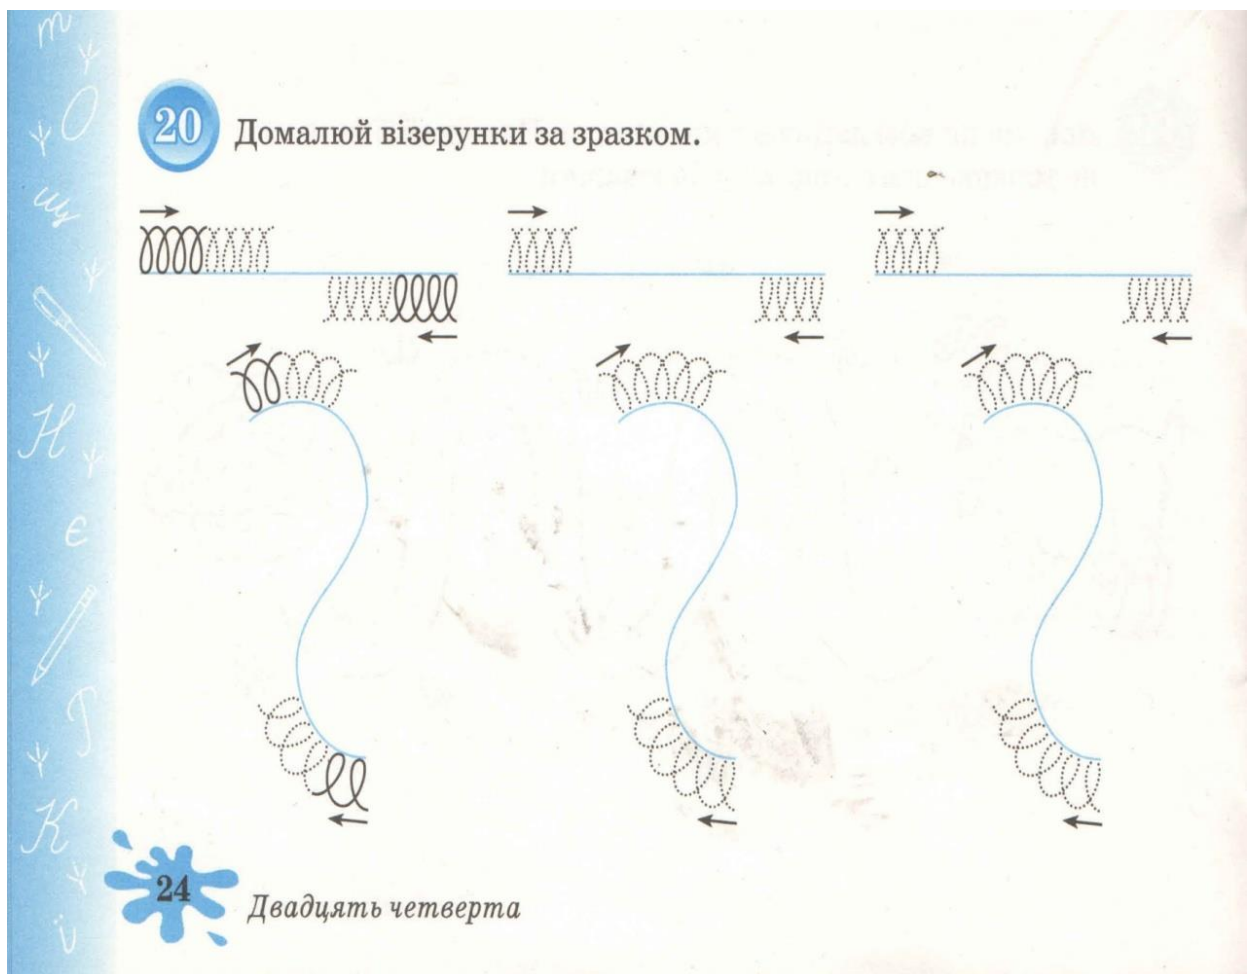 т
О
20 Домалюй візерунки за зразком.
щ
Н
є
Г
К
24 Двадцять четверта
ї